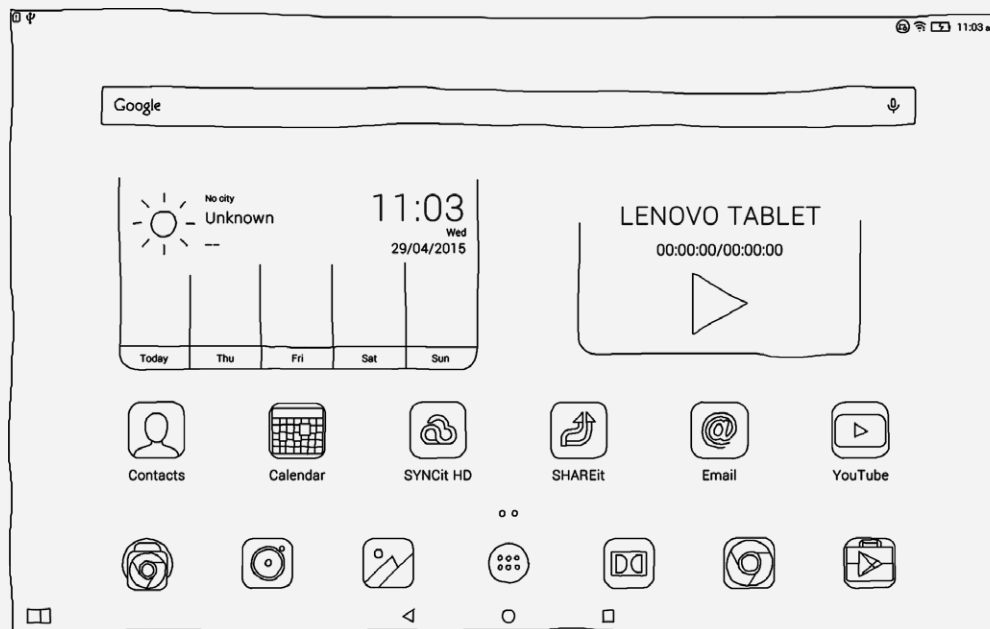 11:03 a
Google
No city
Unknown
--
11:03
Wed
29/04/2015
Today Thu Fri Sat Sun
LENOVO TABLET
00:00:00/00:00:00
Contacts Calendar SYNCit HD SHAREit Email YouTube